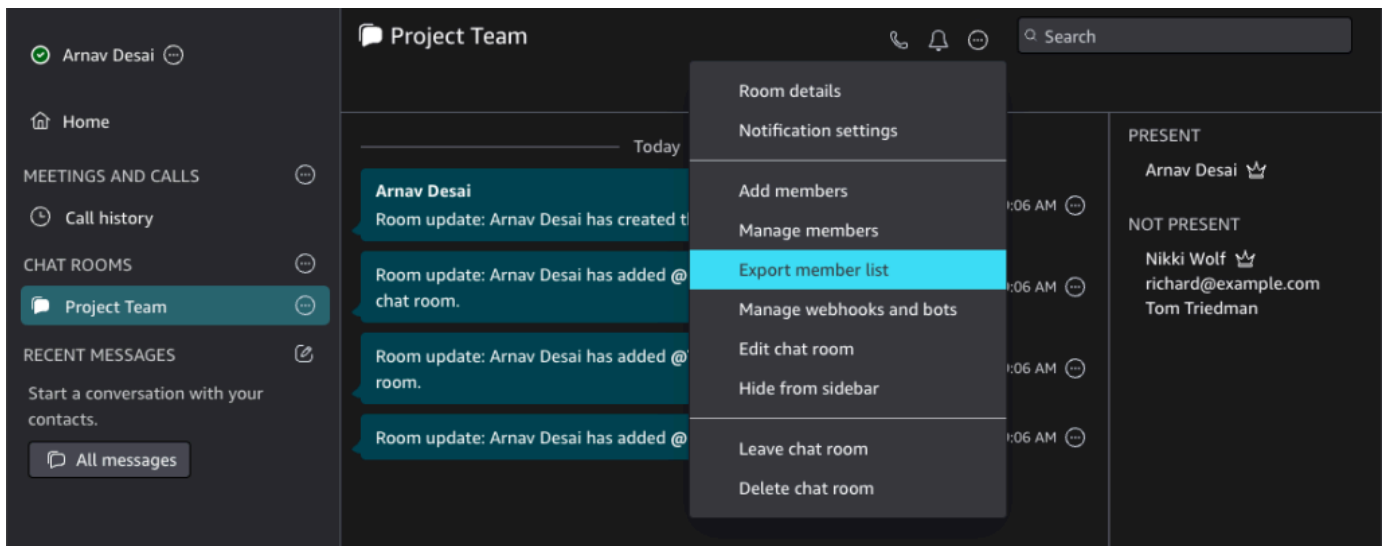 Arnav Desai
Home
MEETINGS AND CALLS
Call history
CHAT ROOMS
Project Team
RECENT MESSAGES
Start a conversation with your
contacts.
All messages
Project Team
Search
Today
Arnav Desai
Room update: Arnav Desai has created
Room update: Arnav Desai has added @
chat room.
Room update: Arnav Desai has added @
room.
Room update: Arnav Desai has added @
Room details
Notification settings
Add members
Manage members
Export member list
Manage webhooks and bots
Edit chat room
Hide from sidebar
Leave chat room
Delete chat room
:06 AM
:06 AM
:06 AM
:06 AM
PRESENT
Arnav Desai
NOT PRESENT
Nikki Wolf
richard@example.com
Tom Triedman